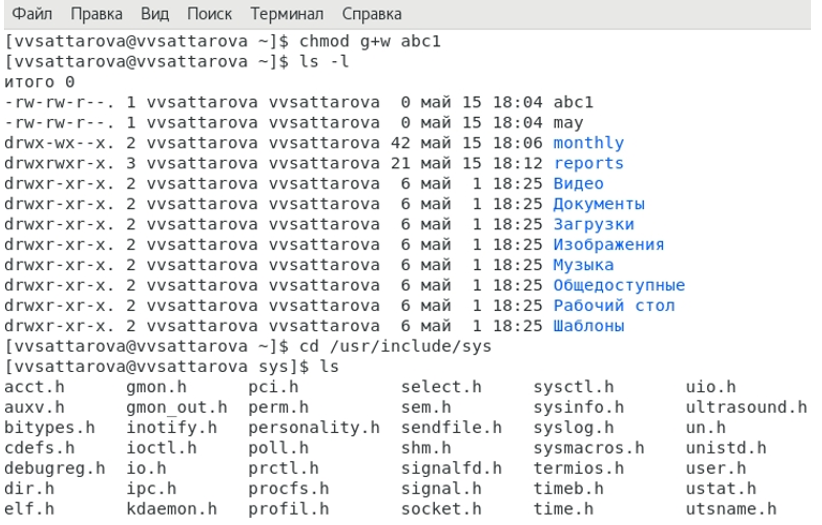 Файл Правка Вид Поиск Терминал Справка
[vvsattarova@vvsattarova ~]$ chmod g+w abc1
[vvsattarova@vvsattarova ~]$ ls -l
итого 0
-rw-rw-r--. 1 vvsattarova vvsattarova  0 май 15 18:04 abc1
-rw-rw-r--. 1 vvsattarova vvsattarova  0 май 15 18:04 may
drwx-wx--x. 2 vvsattarova vvsattarova 42 май 15 18:06 monthly
drwxrwxr-x. 3 vvsattarova vvsattarova 21 май 15 18:12 reports
drwxr-xr-x. 2 vvsattarova vvsattarova  6 май  1 18:25 Видео
drwxr-xr-x. 2 vvsattarova vvsattarova  6 май  1 18:25 Документы
drwxr-xr-x. 2 vvsattarova vvsattarova  6 май  1 18:25 Загрузки
drwxr-xr-x. 2 vvsattarova vvsattarova  6 май  1 18:25 Изображения
drwxr-xr-x. 2 vvsattarova vvsattarova  6 май  1 18:25 Музыка
drwxr-xr-x. 2 vvsattarova vvsattarova  6 май  1 18:25 Общедоступные
drwxr-xr-x. 2 vvsattarova vvsattarova  6 май  1 18:25 Рабочий стол
drwxr-xr-x. 2 vvsattarova vvsattarova  6 май  1 18:25 Шаблоны
[vvsattarova@vvsattarova ~]$ cd /usr/include/sys
[vvsattarova@vvsattarova sys]$ ls
acct.h      gmon.h      pci.h          select.h     sysctl.h       uio.h
auxv.h      gmon_out.h  perm.h         sem.h        sysinfo.h      ultrasound.h
bitypes.h   inotify.h   personality.h  sendfile.h   syslog.h       un.h
cdefs.h     ioctl.h     poll.h         shm.h        sysmacros.h    unistd.h
debugreg.h  io.h        prctl.h        signalfd.h   termios.h      user.h
dir.h       ipc.h       procfs.h       signal.h     timeb.h        ustat.h
elf.h       kdaemon.h   profil.h       socket.h     time.h         utsname.h